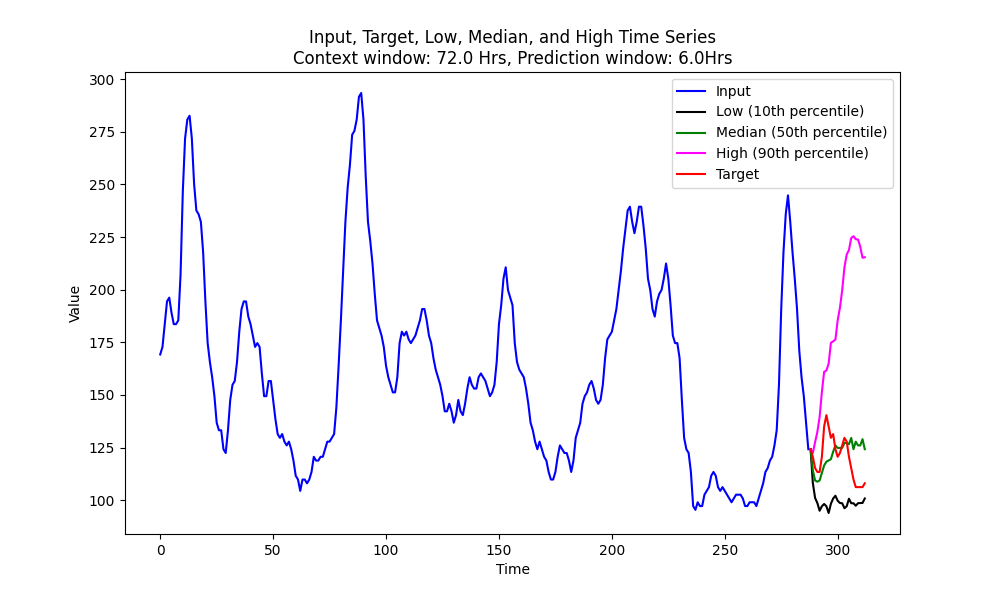 Input, Target, Low, Median, and High Time Series
Context window: 72.0 Hrs, Prediction window: 6.0Hrs
300
275
250
225
200
175
150
125
100
Value
0
50
100
150
200
250
300
Time
Input
Low (10th percentile)
Median (50th percentile)
High (90th percentile)
Target